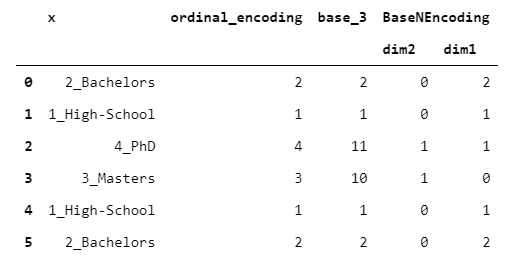 x ordinal_encoding base_3 BaseNEncoding
dim2 dim1
0 2_Bachelors 2 2 0 2
1 1_High-School 1 1 0 1
2 4_PhD 4 11 1 1
3 3_Masters 3 10 1 0
4 1_High-School 1 1 0 1
5 2_Bachelors 2 2 0 2